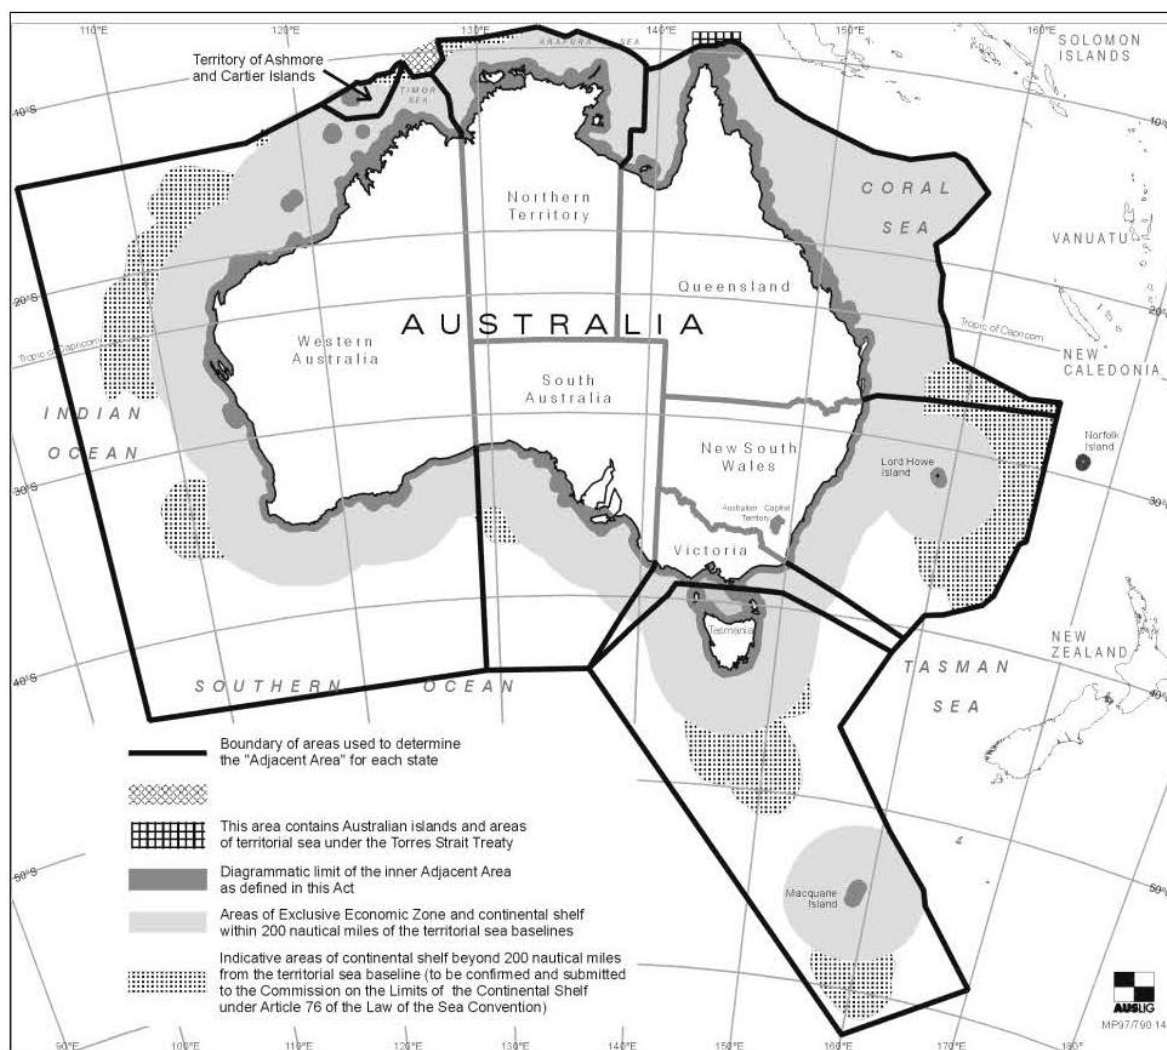 110°E
120°E
130°E
140°E
150°E
160°E
ARAFURA SEA
SOLOMON
ISLANDS
Territory of Ashmore
and Cartier Islands
TIMOR
SEA
10°S
Northern
Territory
CORAL
SEA
VANUATU
Queensland
20°S
20°S
AUSTRALIA
Western
Australia
Tropic of Capricorn
Tropic of Capricorn
NEW
CALEDONIA
South
Australia
INDIAN
OCEAN
New South
Wales
Lord Howe
Island
Norfolk
Island
30°S
30°S
Australian Capital
Territory
Victoria
Tasmania
NEW
ZEALAND
TASMAN
SEA
40°S
SOUTHERN OCEAN
Boundary of areas used to determine
the "Adjacent Area" for each state
This area contains Australian islands and areas
of territorial sea under the Torres Strait Treaty
Diagrammatic limit of the inner Adjacent Area
as defined in this Act
Areas of Exclusive Economic Zone and continental shelf
within 200 nautical miles of the territorial sea baselines
Indicative areas of continental shelf beyond 200 nautical miles
from the territorial sea baseline (to be confirmed and submitted
to the Commission on the Limits of the Continental Shelf
under Article 76 of the Law of the Sea Convention)
50°S
50°S
Macquarie
Island
AUSLIG
MP97/790.14
90°E
100°E
110°E
120°E
130°E
140°E
150°E
160°E
170°E
180°